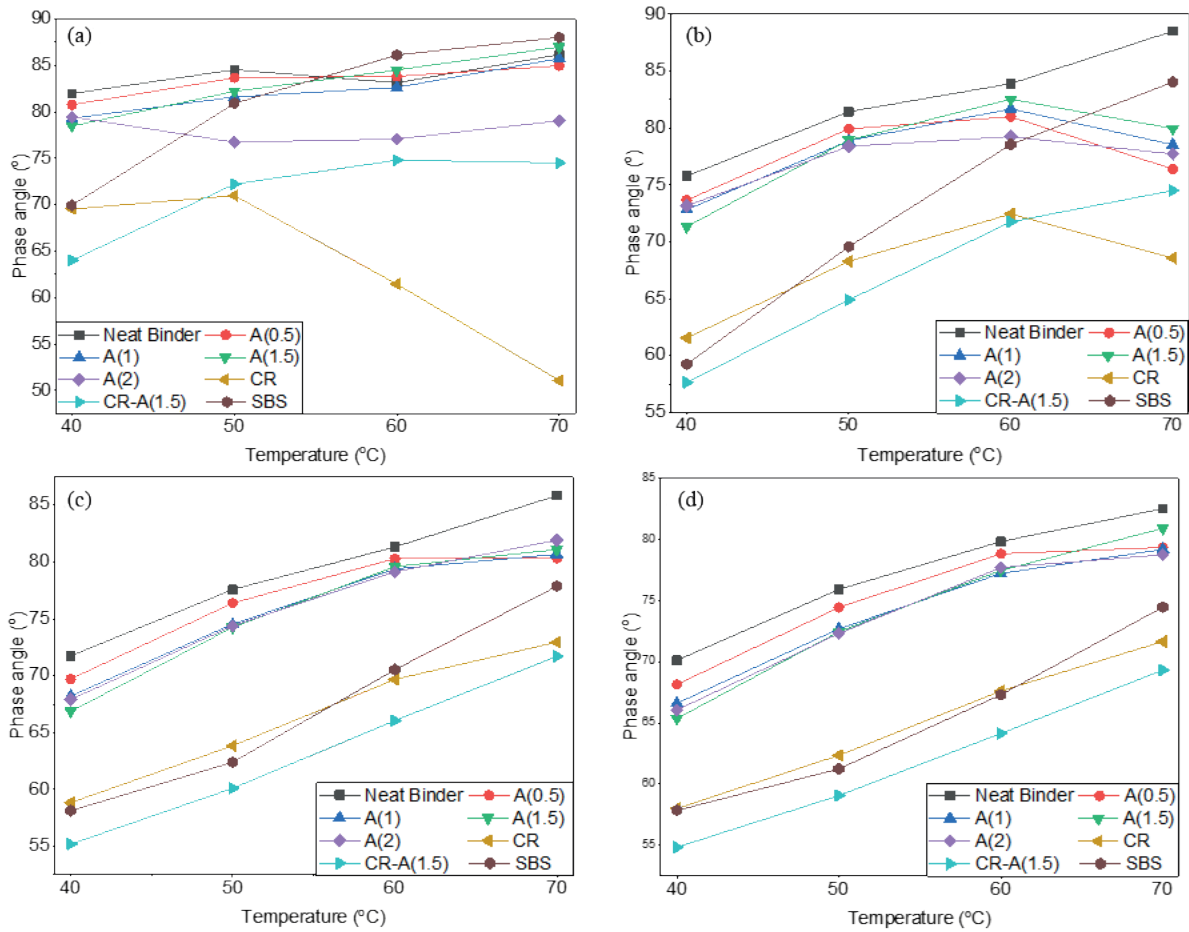 (a)
Phase angle (°)
90
85
80
75
70
65
60
55
50
Neat Binder A(0.5)
A(1) A(1.5)
A(2) CR
CR-A(1.5) SBS
40 50 60 70
Temperature (°C)
(b)
Phase angle (°)
90
85
80
75
70
65
60
55
Neat Binder A(0.5)
A(1) A(1.5)
A(2) CR
CR-A(1.5) SBS
40 50 60 70
Temperature (°C)
(c)
Phase angle (°)
85
80
75
70
65
60
55
Neat Binder A(0.5)
A(1) A(1.5)
A(2) CR
CR-A(1.5) SBS
40 50 60 70
Temperature (°C)
(d)
Phase angle (°)
85
80
75
70
65
60
55
Neat Binder A(0.5)
A(1) A(1.5)
A(2) CR
CR-A(1.5) SBS
40 50 60 70
Temperature (°C)